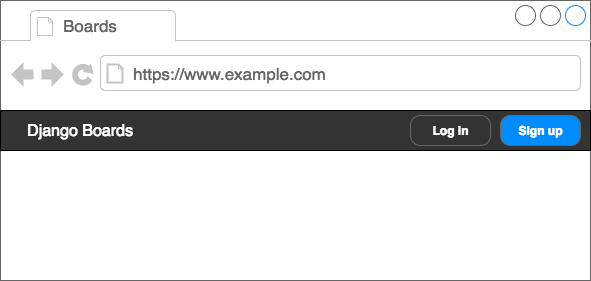 Boards
https://www.example.com
Django Boards
Log in
Sign up